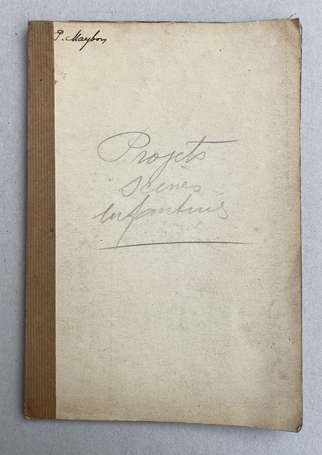 P. Maybon
Projets
scènes
enfantines